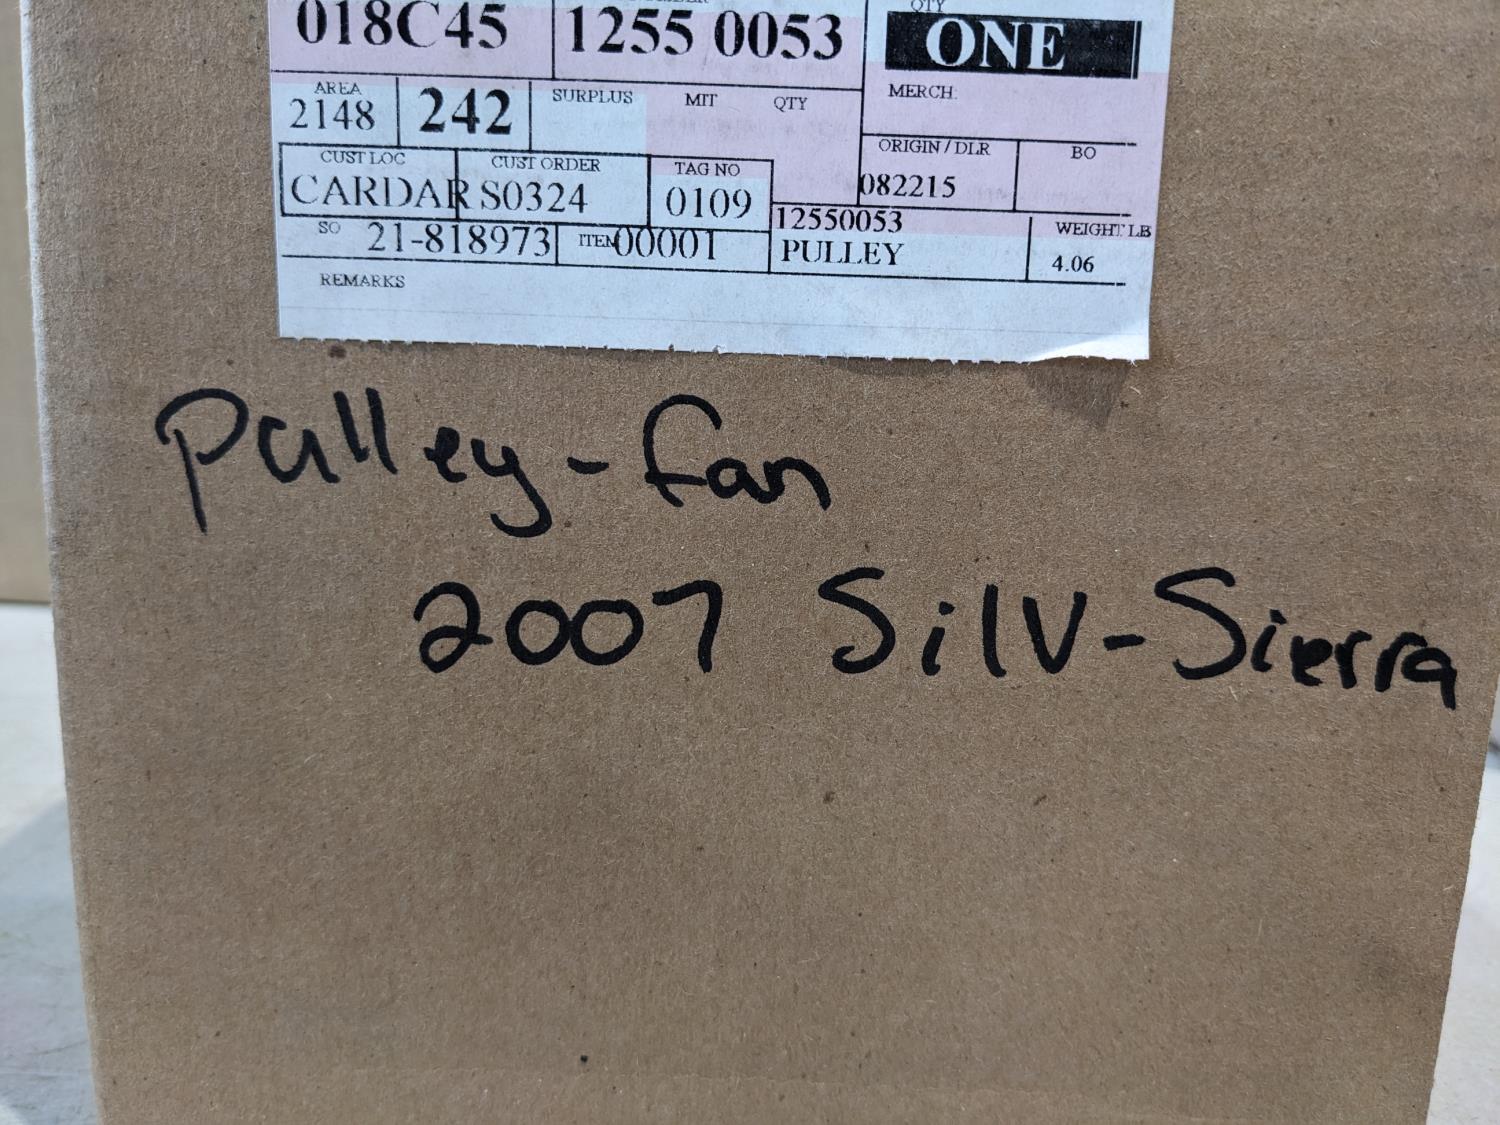 018C45 1255 0053 QTY ONE
AREA 2148 242 SURPLUS MIT QTY MERCH.
CUST LOC CUST ORDER TAG NO ORIGIN / DLR BO
CARDAR S0324 0109 082215
SO 21-818973 ITEM 00001 12550053 WEIGHT LB
PULLEY 4.06
REMARKS
Pulley-fan
2007 Silv-Sierra